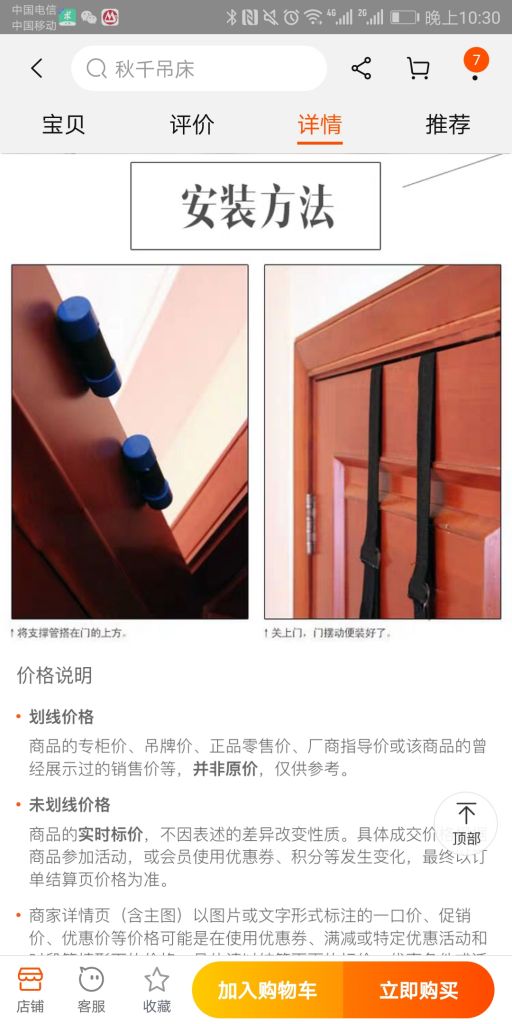 中国电信
中国移动
4G
2G
晚上10:30
秋千吊床
7
宝贝
评价
详情
推荐
安装方法
↑将支撑管搭在门的上方。
↑关上门,门摆动便装好了。
价格说明
• 划线价格
商品的专柜价、吊牌价、正品零售价、厂商指导价或该商品的曾
经展示过的销售价等,并非原价,仅供参考。
• 未划线价格
商品的实时标价,不因表述的差异改变性质。具体成交价
商品参加活动,或会员使用优惠券、积分等发生变化,最终以订
单结算页价格为准。
顶部
• 商家详情页(含主图)以图片或文字形式标注的一口价、促销
价、优惠价等价格可能是在使用优惠券、满减或特定优惠活动和
店铺
客服
收藏
加入购物车
立即购买